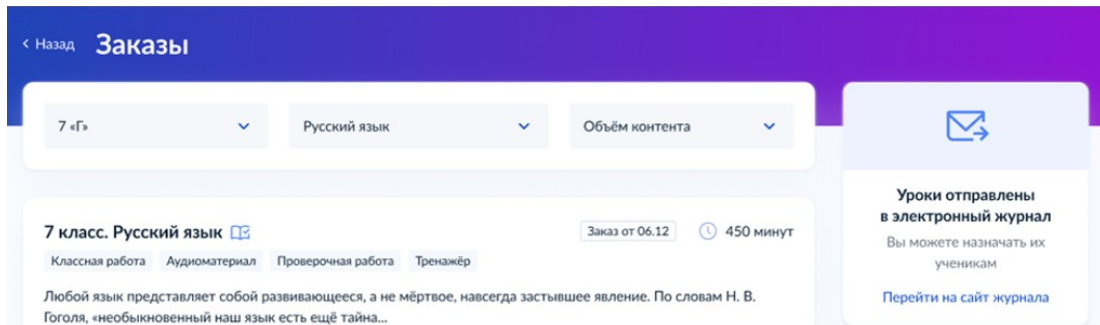 Назад Заказы
7 «Г» Русский язык Объём контента
7 класс. Русский язык Заказ от 06.12 450 минут
Классная работа Аудиоматериал Проверочная работа Тренажёр
Любой язык представляет собой развивающееся, а не мёртвое, навсегда застывшее явление. По словам Н. В.
Гоголя, «необыкновенный наш язык есть ещё тайна...
Уроки отправлены
в электронный журнал
Вы можете назначать их
ученикам
Перейти на сайт журнала